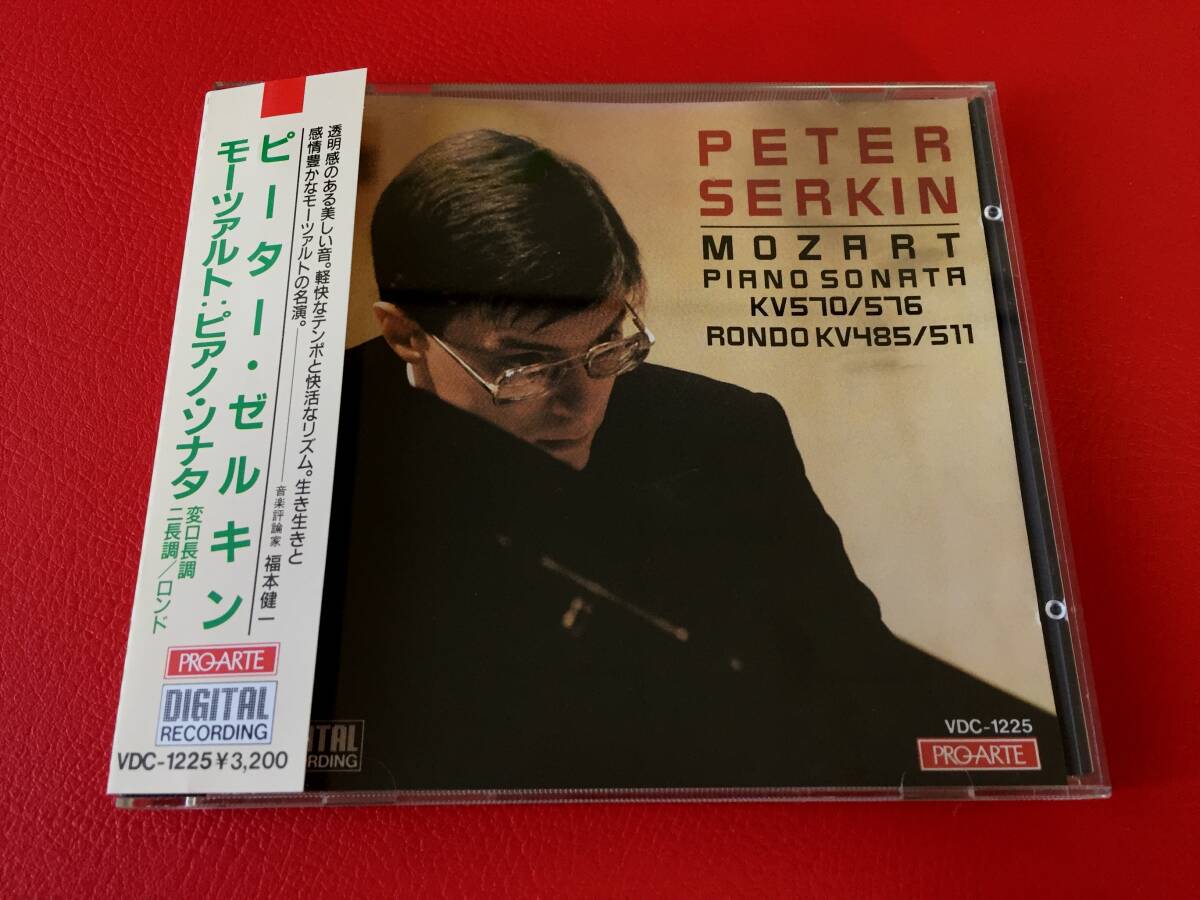 ピーター・ゼルキン
モーツァルト:ピアノ・ソナタ
変ロ長調
ニ長調/ロンド
透明感のある美しい音。軽快なテンポと快活なリズム。生き生きと
感情豊かなモーツァルトの名演。
——音楽評論家 福本健一
PRO-ARTE
DIGITAL
RECORDING
VDC-1225¥3,200
PETER
SERKIN
MOZART
PIANO SONATA
KV570/576
RONDO KV485/511
ITAL
RDING
VDC-1225
PRO-ARTE